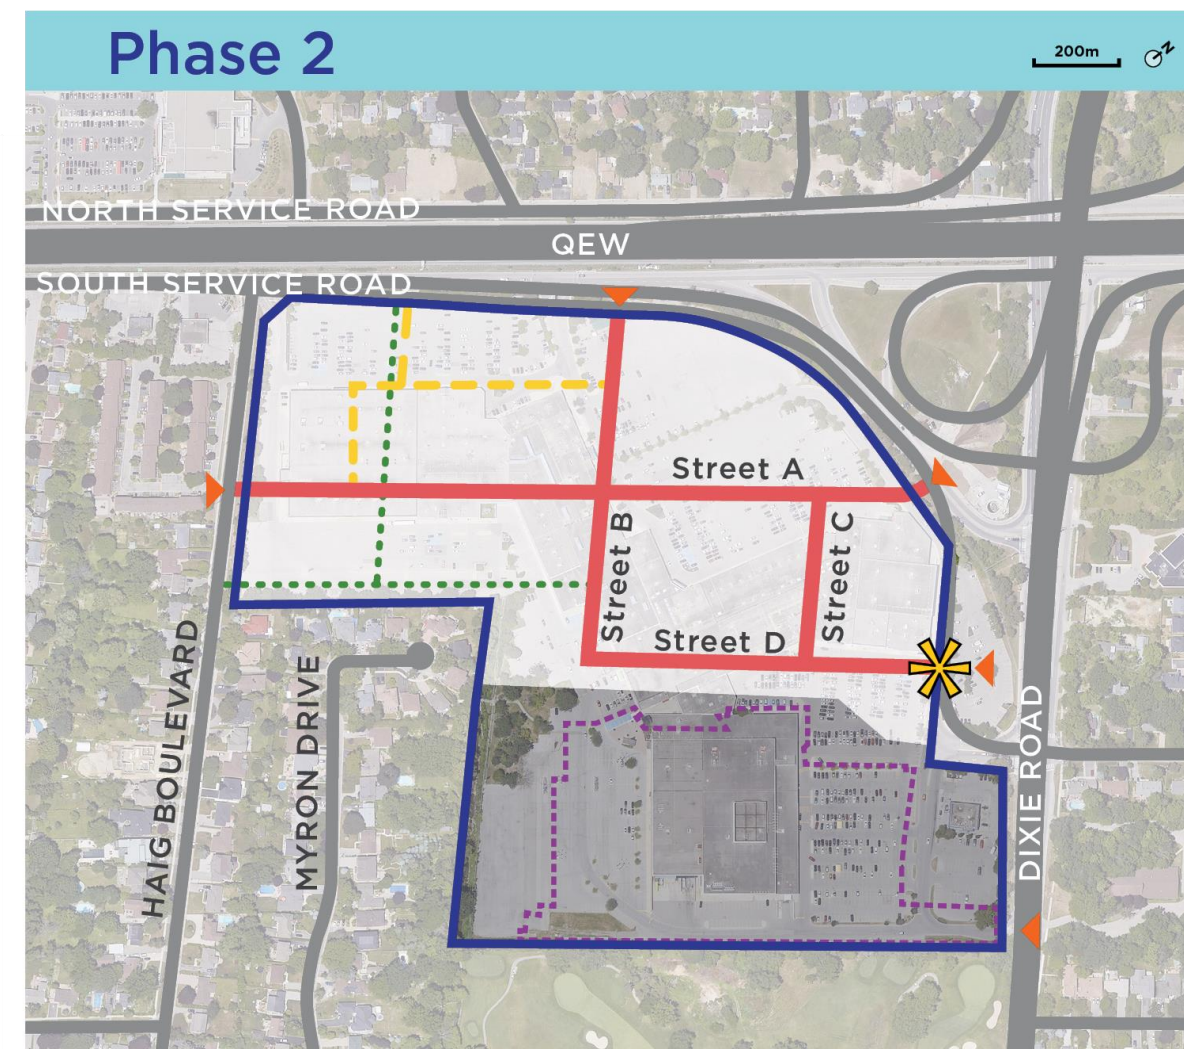 Phase 2
200m
N
NORTH SERVICE ROAD
QEW
SOUTH SERVICE ROAD
Street A
Street B
Street C
Street D
HAIG BOULEVARD
MYRON DRIVE
DIXIE ROAD